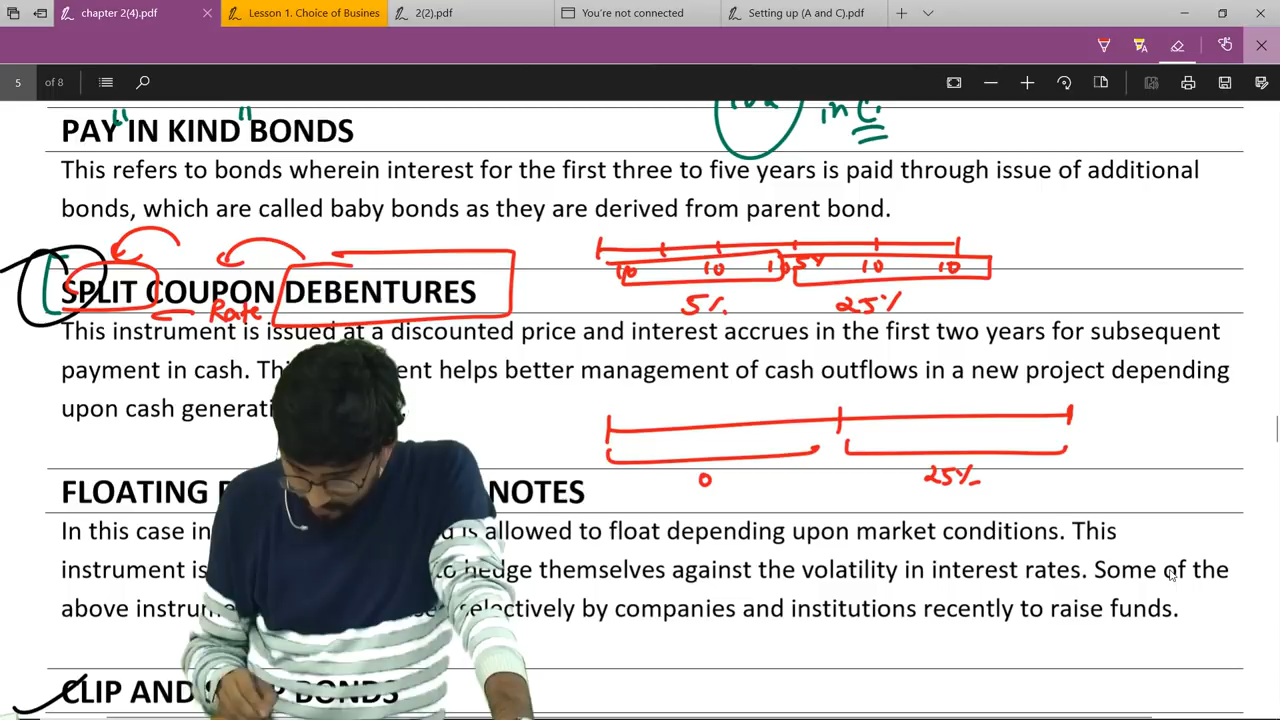 chapter 2(4).pdf
Lesson 1. Choice of Busines
2(2).pdf
You're not connected
Setting up (A and C).pdf
5 of 8
in C.
PAY "IN KIND" BONDS
This refers to bonds wherein interest for the first three to five years is paid through issue of additional
bonds, which are called baby bonds as they are derived from parent bond.
10 10 10 5% 10 10
SPLIT COUPON DEBENTURES
Rate 5% 25%
This instrument is issued at a discounted price and interest accrues in the first two years for subsequent
payment in cash. Thi ent helps better management of cash outflows in a new project depending
upon cash generati
0 25%
FLOATING NOTES
In this case in is allowed to float depending upon market conditions. This
instrument is to hedge themselves against the volatility in interest rates. Some of the
above instrum selectively by companies and institutions recently to raise funds.
CLIP AND BONDS